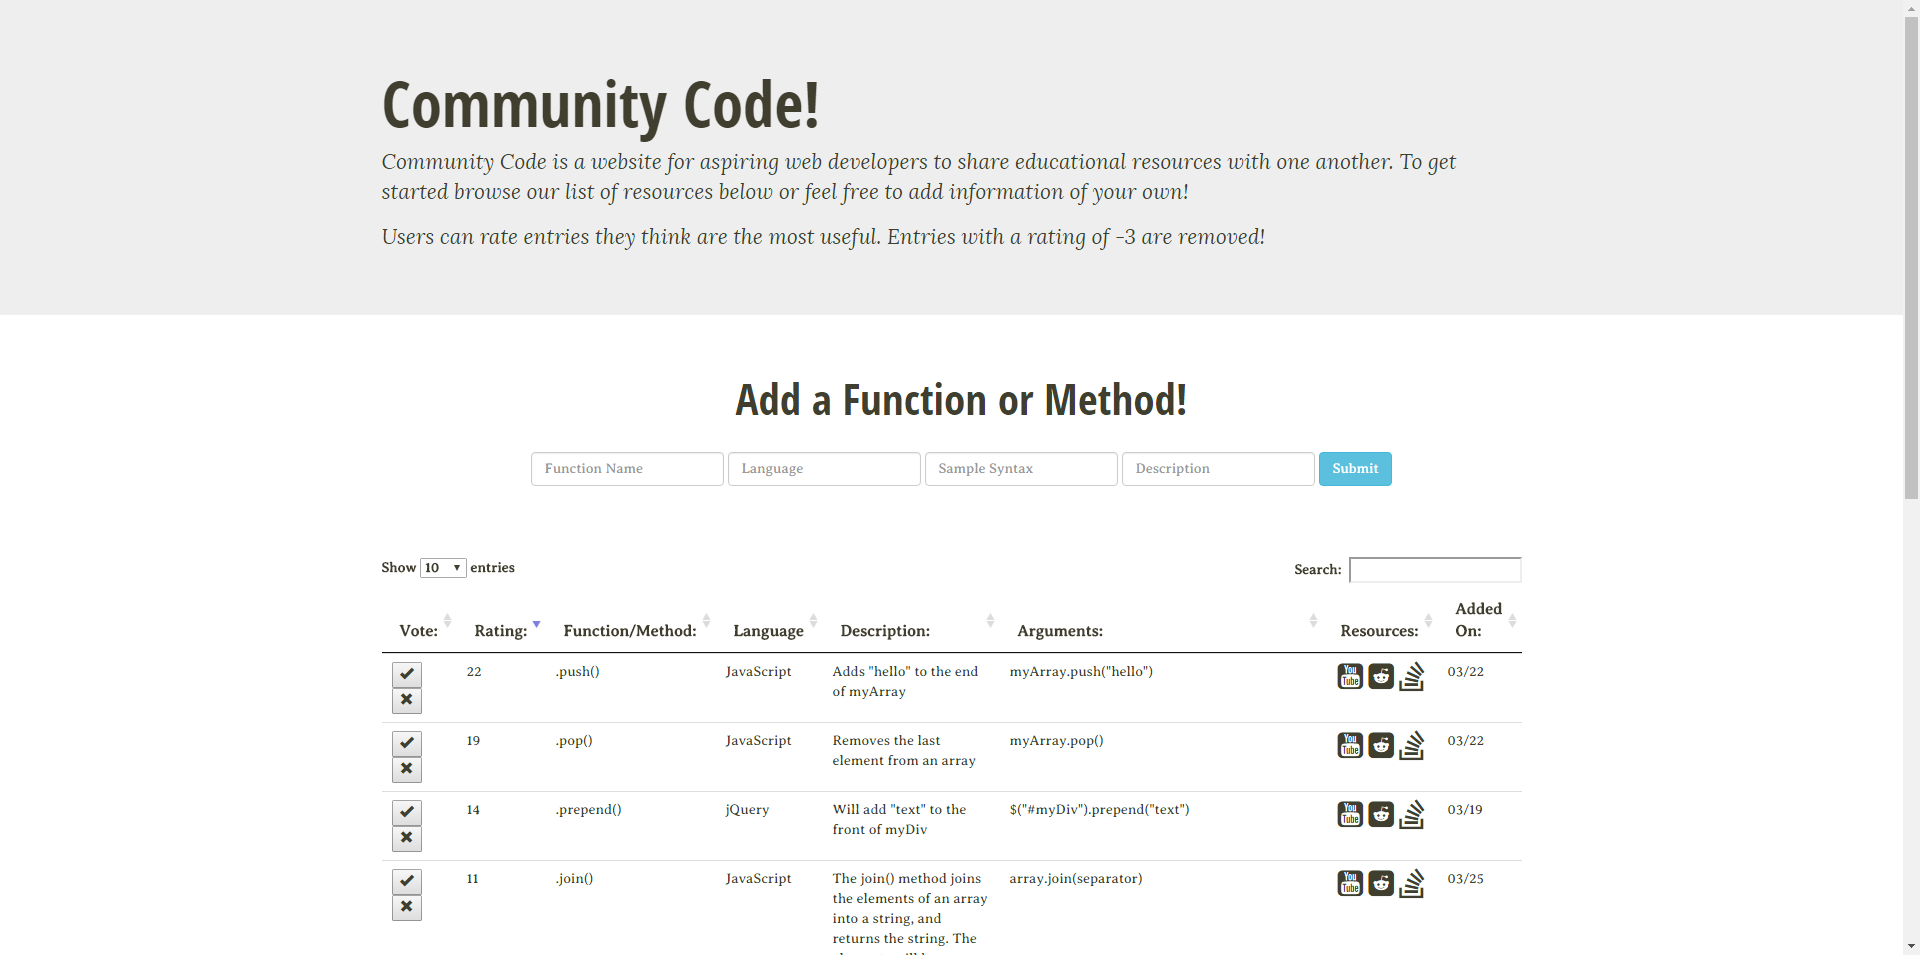 Community Code!
Community Code is a website for aspiring web developers to share educational resources with one another. To get
started browse our list of resources below or feel free to add information of your own!
Users can rate entries they think are the most useful. Entries with a rating of -3 are removed!
Add a Function or Method!
Function Name Language Sample Syntax Description Submit
Show 10 entries
Search:
Vote: Rating: Function/Method: Language Description: Arguments: Resources: Added
On:
22 .push() JavaScript Adds "hello" to the end myArray.push("hello") You Tube 03/22
of myArray
19 .pop() JavaScript Removes the last myArray.pop() You Tube 03/22
element from an array
14 .prepend() jQuery Will add "text" to the $("#myDiv").prepend("text") You Tube 03/19
front of myDiv
11 .join() JavaScript The join() method joins array.join(separator) You Tube 03/25
the elements of an array
into a string, and
returns the string. The